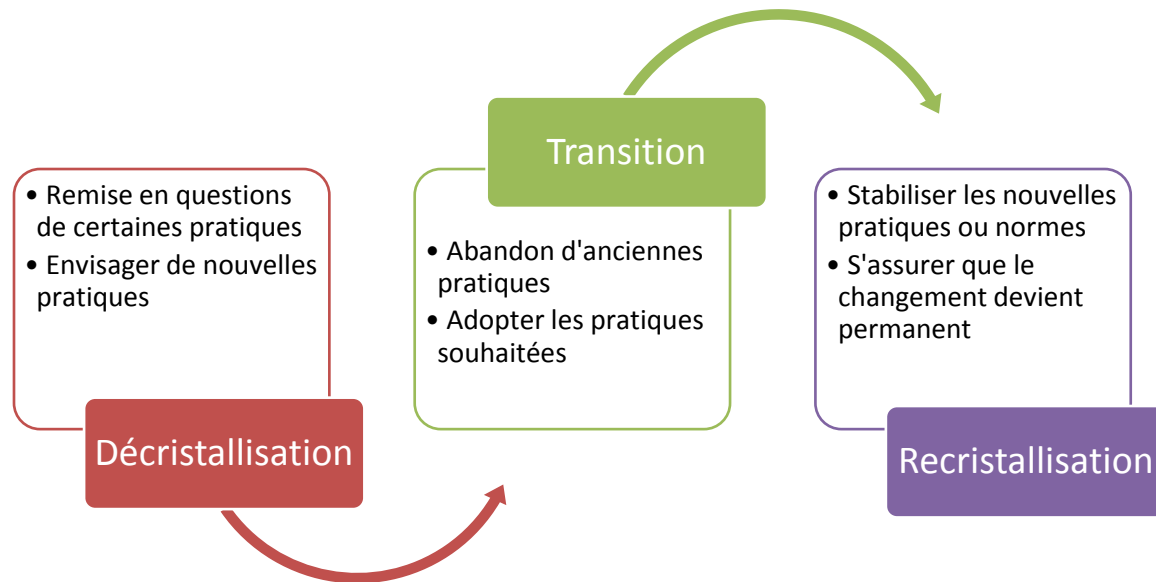 • Remise en questions
de certaines pratiques
• Envisager de nouvelles
pratiques
Décristallisation
Transition
• Abandon d'anciennes
pratiques
• Adopter les pratiques
souhaitées
• Stabiliser les nouvelles
pratiques ou normes
• S'assurer que le
changement devient
permanent
Recristallisation